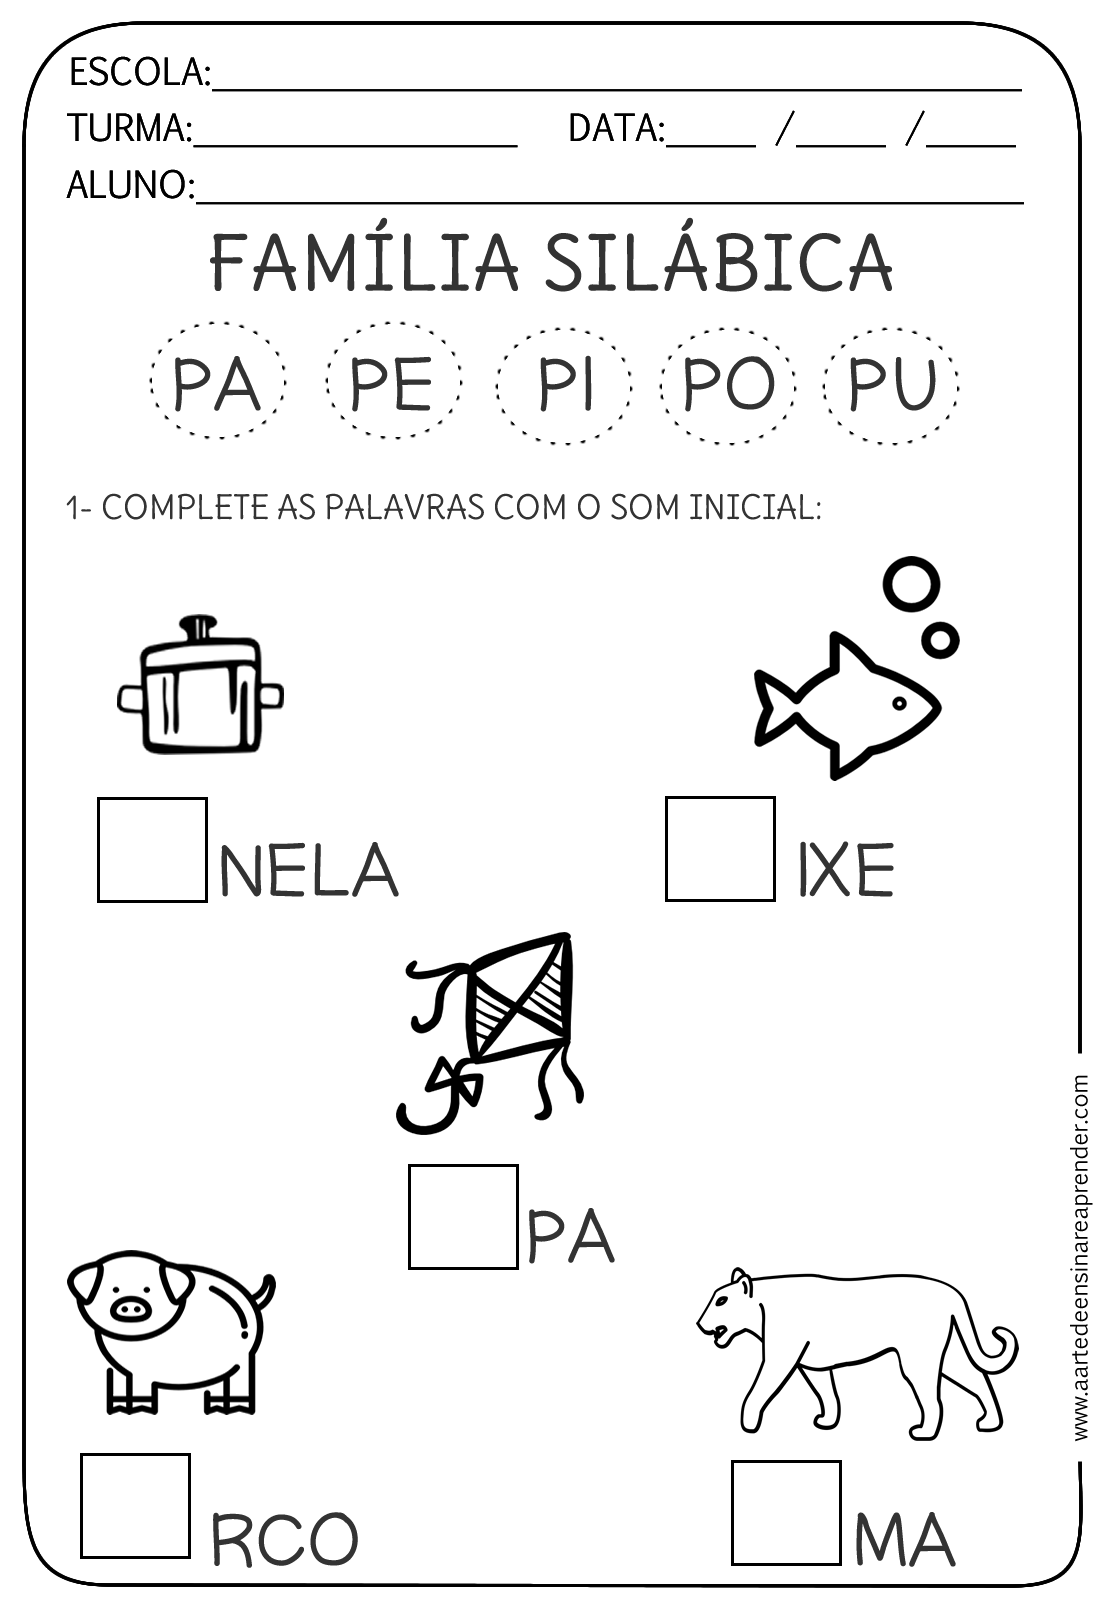 ESCOLA:
TURMA: DATA: / /
ALUNO:
FAMÍLIA SILÁBICA
PA PE PI PO PU
1- COMPLETE AS PALAVRAS COM O SOM INICIAL:
NELA IXE
PA
RCO MA
www.aartedeensinareaprender.com